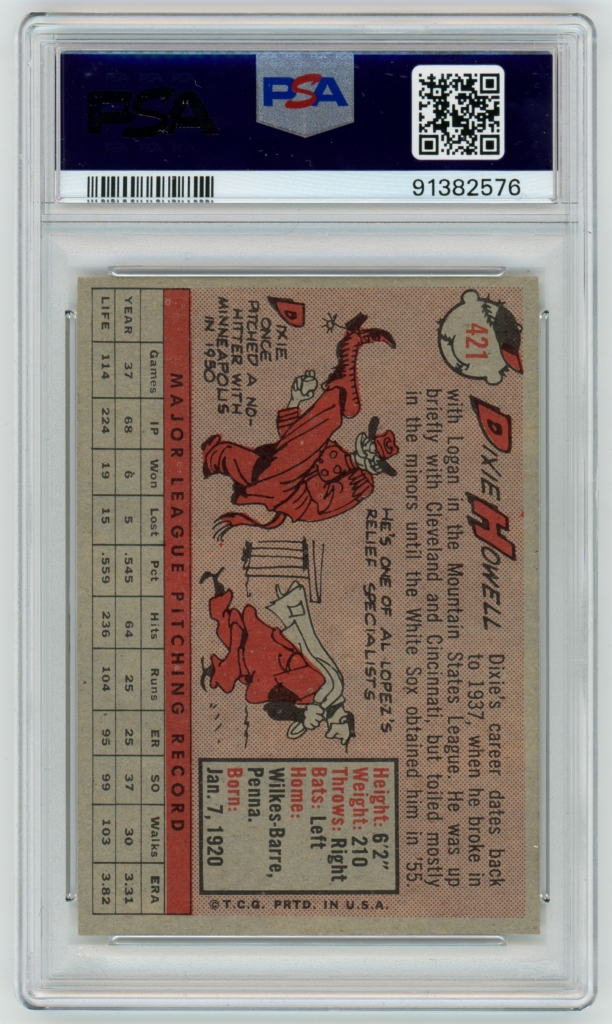 PSA
PSA
91382576
421
DIXIE HOWELL
Dixie's career dates back
to 1937, when he broke in
with Logan in the Mountain States League. He was up
briefly with Cleveland and Cincinnati, but toiled mostly
in the minors until the White Sox obtained him in '55.
DIXIE
ONCE
PITCHED A NO-
HITTER WITH
MINNEAPOLIS
IN 1950
HE'S ONE OF AL LOPEZ'S
RELIEF SPECIALISTS
Height: 6'2"
Weight: 210
Throws: Right
Bats: Left
Home:
Wilkes-Barre,
Penna.
Born:
Jan. 7, 1920
MAJOR LEAGUE PITCHING RECORD
Games IP Won Lost Pct Hits Runs ER SO Walks ERA
YEAR 37 68 6 5 .545 64 25 25 37 30 3.31
LIFE 114 224 19 15 .559 236 104 95 99 103 3.82
©T.C.G. PRTD. IN U.S.A.